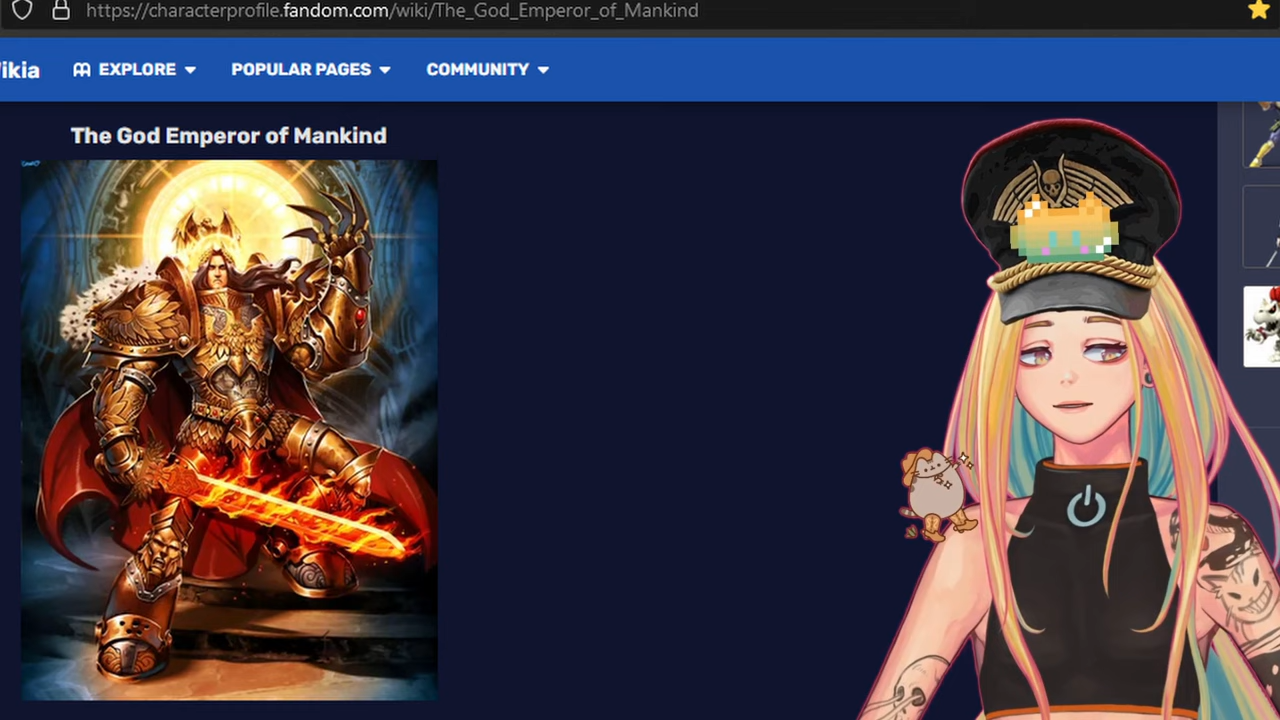 https://characterprofile.fandom.com/wiki/The_God_Emperor_of_Mankind
ikia EXPLORE POPULAR PAGES COMMUNITY
The God Emperor of Mankind